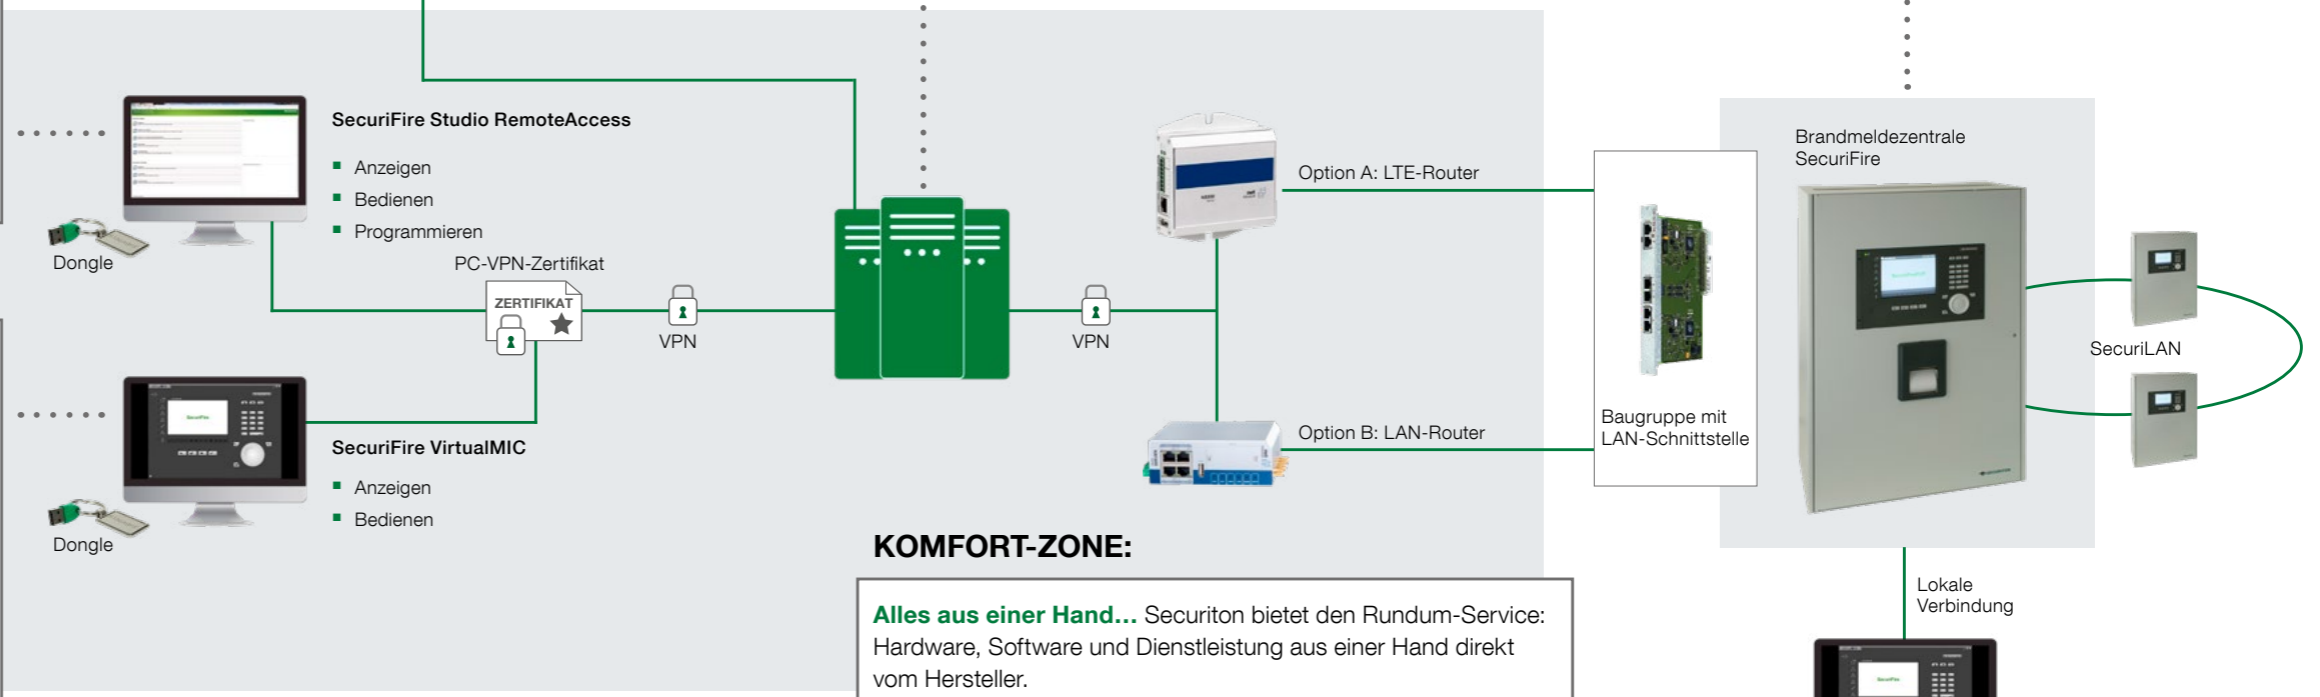 SecuriFire Studio RemoteAccess
Anzeigen
Bedienen
Programmieren
Dongle
PC-VPN-Zertifikat
ZERTIFIKAT
VPN
SecuriFire VirtualMIC
Anzeigen
Bedienen
Dongle
VPN
Option A: LTE-Router
Option B: LAN-Router
Baugruppe mit
LAN-Schnittstelle
Brandmeldezentrale
SecuriFire
SecuriLAN
Lokale
Verbindung
KOMFORT-ZONE:
Alles aus einer Hand... Securiton bietet den Rundum-Service:
Hardware, Software und Dienstleistung aus einer Hand direkt
vom Hersteller.
SecuriFire
SecuriFire